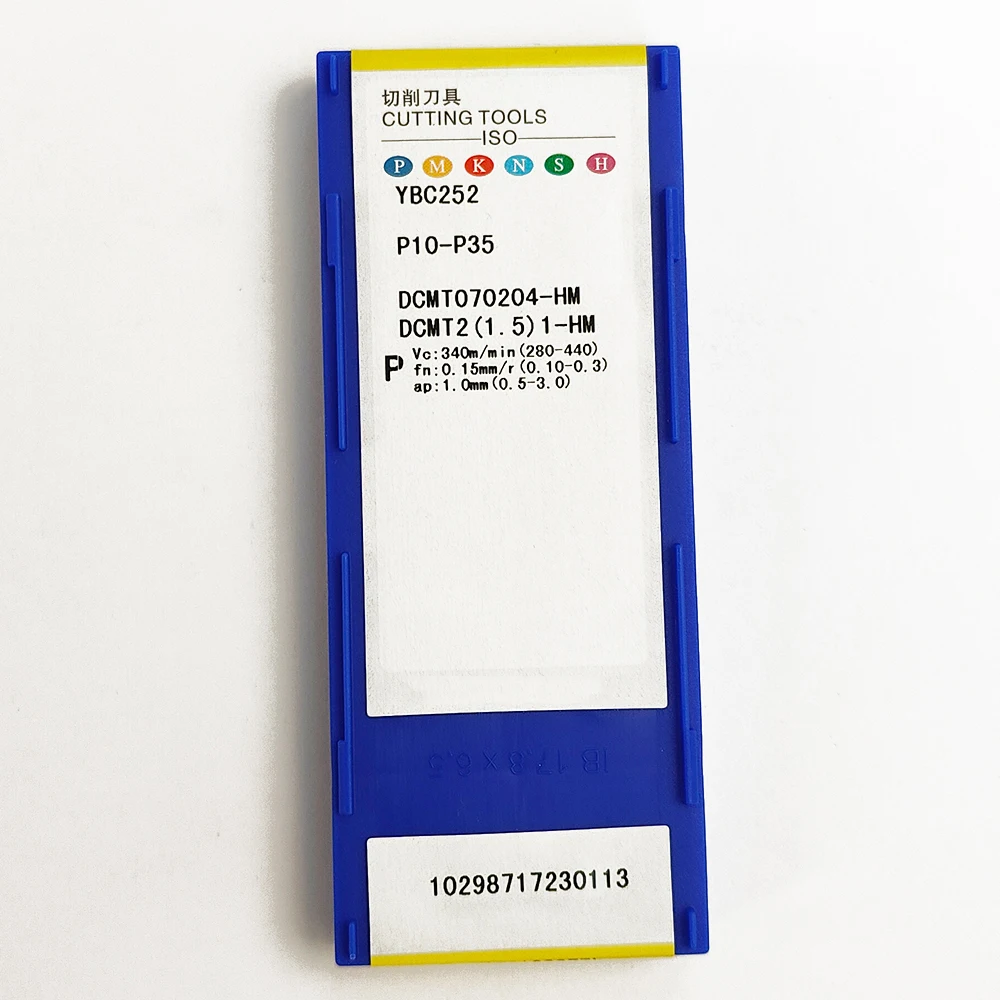 切削刀具
CUTTING TOOLS
ISO
P M K N S H
YBC252
P10-P35
DCMT070204-HM
DCMT2(1.5)1-HM
P Vc:340m/min(280-440)
fn:0.15mm/r(0.10-0.3)
ap:1.0mm(0.5-3.0)
IB 17.8 x 6.5
10298717230113